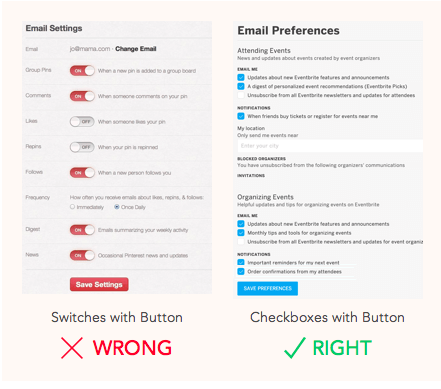 Email Settings
Email jo@mama.com · Change Email
Group Pins ON When a new pin is added to a group board
Comments ON When someone comments on your pin
Likes OFF When someone likes your pin
Repins OFF When your pin is repinned
Follows ON When a new person follows you
Frequency How often you receive emails about likes, repins, & follows:
Immediately Once Daily
Digest ON Emails summarizing your weekly activity
News ON Occasional Pinterest news and updates
Save Settings
Switches with Button
WRONG
Email Preferences
Attending Events
News and updates about events created by event organizers
EMAIL ME
Updates about new Eventbrite features and announcements
A digest of personalized event recommendations (Eventbrite Picks)
Unsubscribe from all Eventbrite newsletters and updates for attendees
NOTIFICATIONS
When friends buy tickets or register for events near me
My location
Only send me events near
Enter your city
BLOCKED ORGANIZERS
You have unsubscribed from the following organizers' communications
INVITATIONS
Organizing Events
Helpful updates and tips for organizing events on Eventbrite
EMAIL ME
Updates about new Eventbrite features and announcements
Monthly tips and tools for organizing events
Unsubscribe from all Eventbrite newsletters and updates for event organiz
NOTIFICATIONS
Important reminders for my next event
Order confirmations from my attendees
SAVE PREFERENCES
Checkboxes with Button
RIGHT